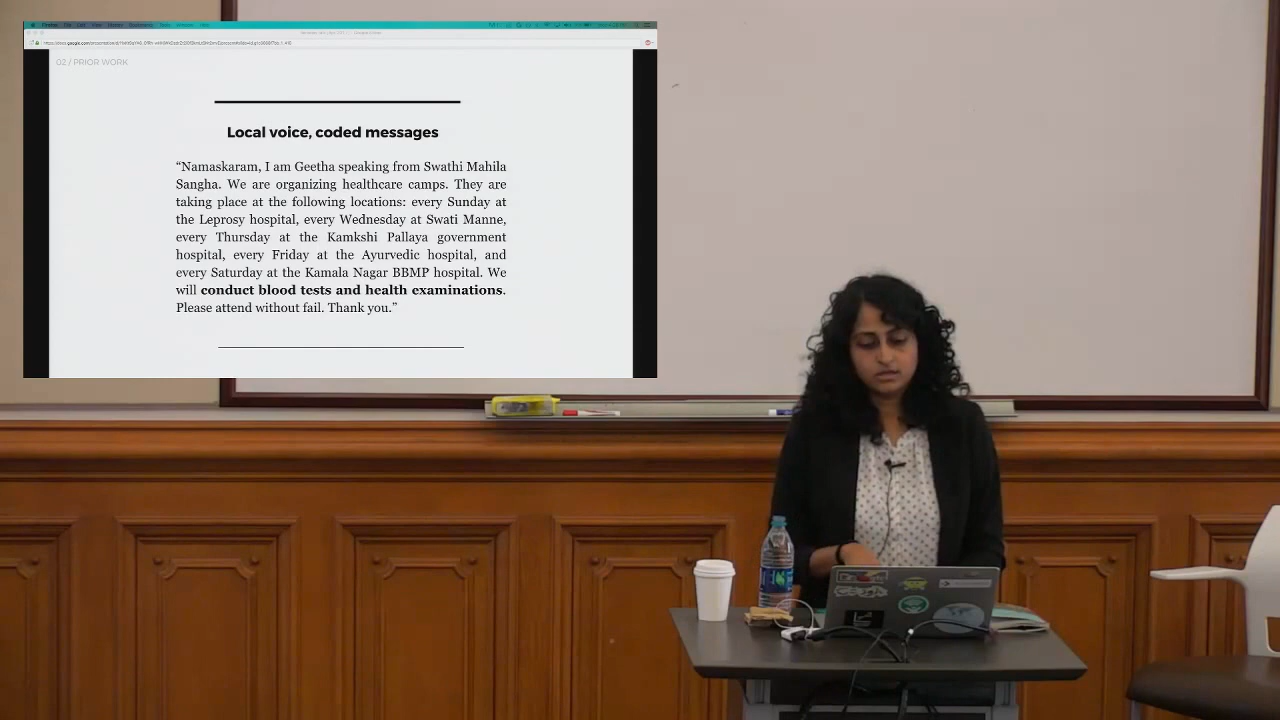 02 / PRIOR WORK
Local voice, coded messages
“Namaskaram, I am Geetha speaking from Swathi Mahila
Sangha. We are organizing healthcare camps. They are
taking place at the following locations: every Sunday at
the Leprosy hospital, every Wednesday at Swati Manne,
every Thursday at the Kamkshi Pallaya government
hospital, every Friday at the Ayurvedic hospital, and
every Saturday at the Kamala Nagar BBMP hospital. We
will conduct blood tests and health examinations.
Please attend without fail. Thank you.”